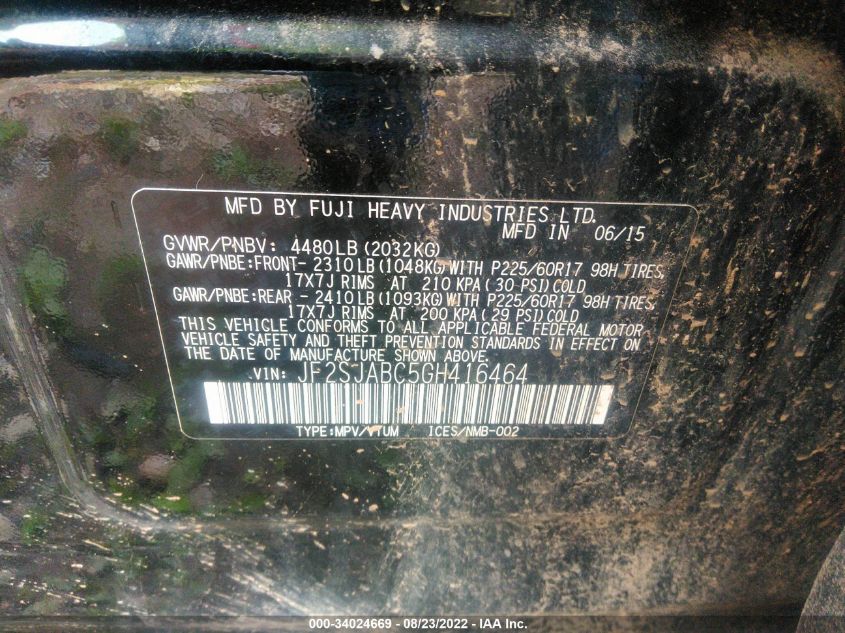 MFD BY FUJI HEAVY INDUSTRIES LTD.
MFD IN 06/15
GVWR/PNBV: 4480LB(2032KG)
GAWR/PNBE:FRONT- 2310LB(1048KG)WITH P225/60R17 98H TIRES,
17X7J RIMS AT 210 KPA(30 PSI)COLD
GAWR/PNBE:REAR - 2410LB(1093KG)WITH P225/60R17 98H TIRES,
17X7J RIMS AT 200 KPA(29 PSI)COLD
THIS VEHICLE CONFORMS TO ALL APPLICABLE FEDERAL MOTOR
VEHICLE SAFETY AND THEFT PREVENTION STANDARDS IN EFFECT ON
THE DATE OF MANUFACTURE SHOWN ABOVE.
.VIN: JF2SJABC5GH416464
TYPE:MPV/VTUM ICES/NMB-002
000-34024669 - 08/23/2022 - IAA Inc.